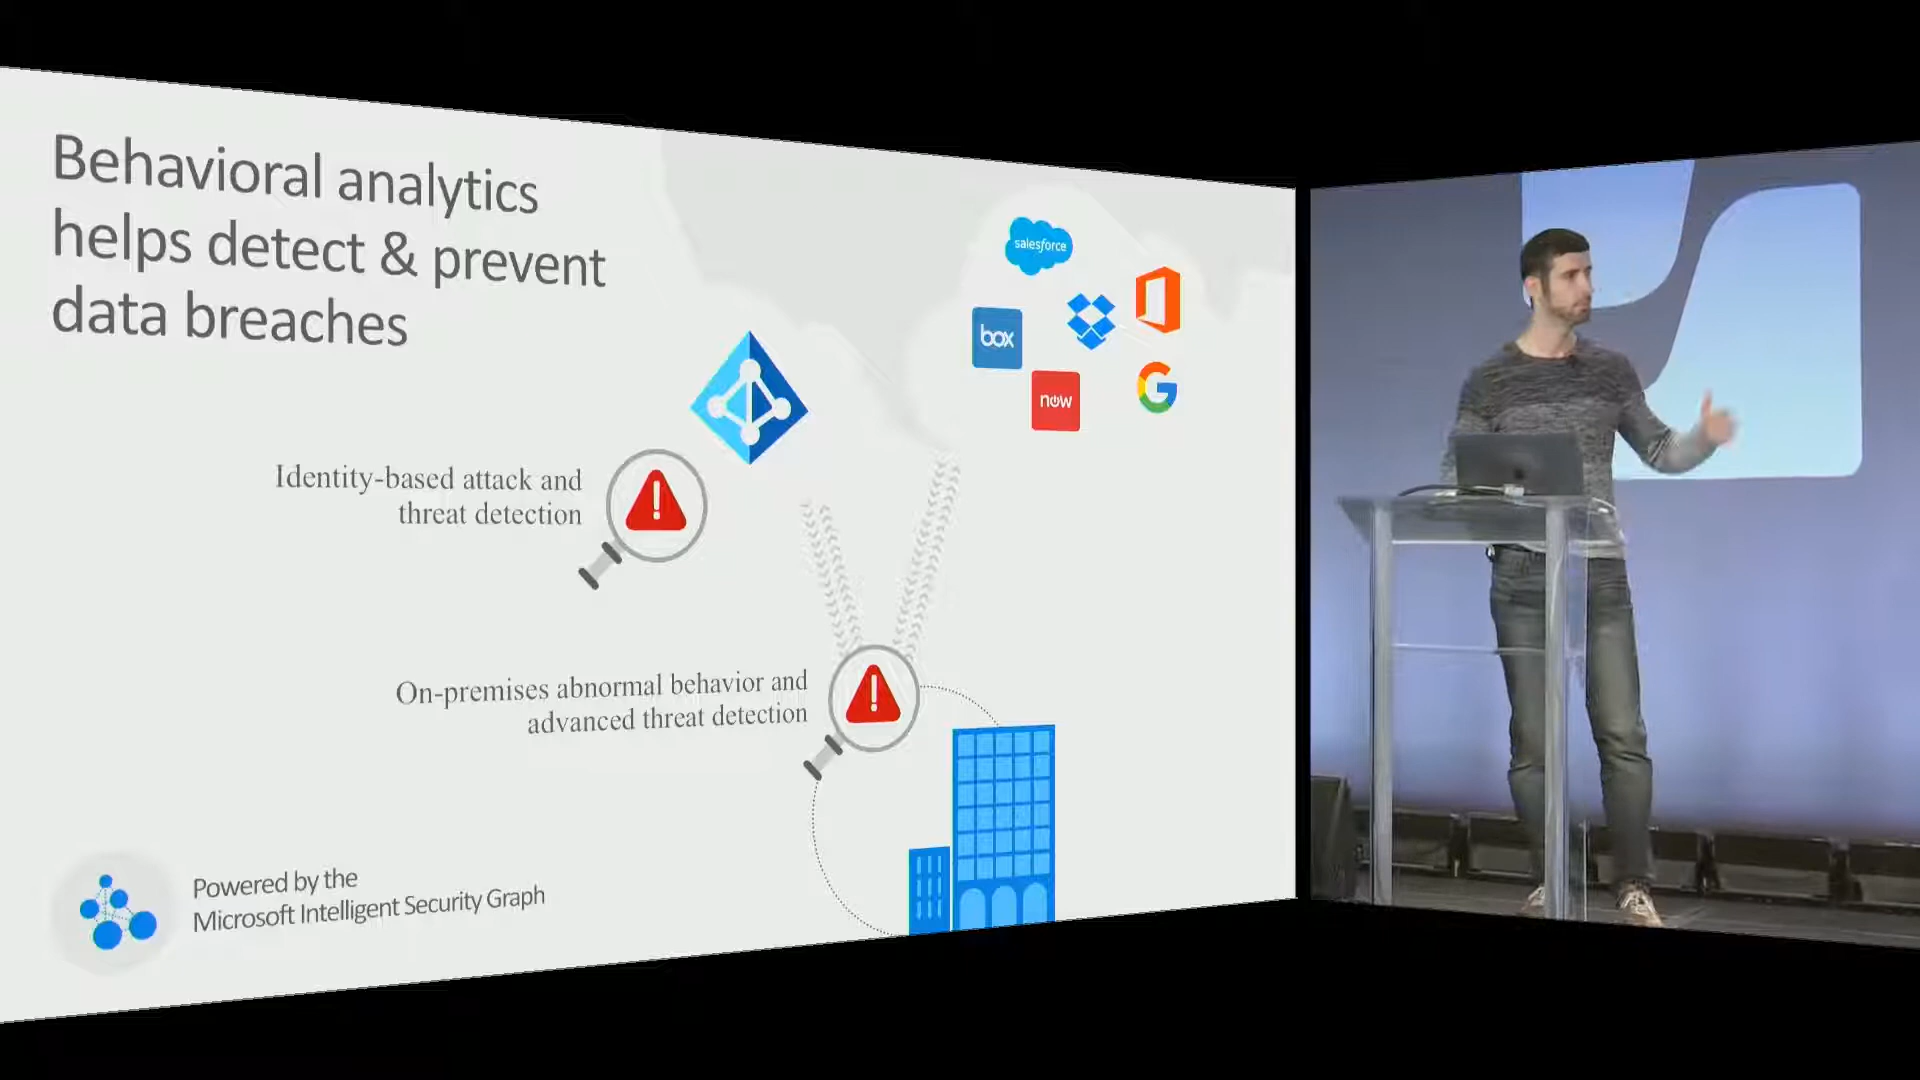 Behavioral analytics
helps detect & prevent
data breaches
salesforce
box
now
Identity-based attack and
threat detection
On-premises abnormal behavior and
advanced threat detection
Powered by the
Microsoft Intelligent Security Graph